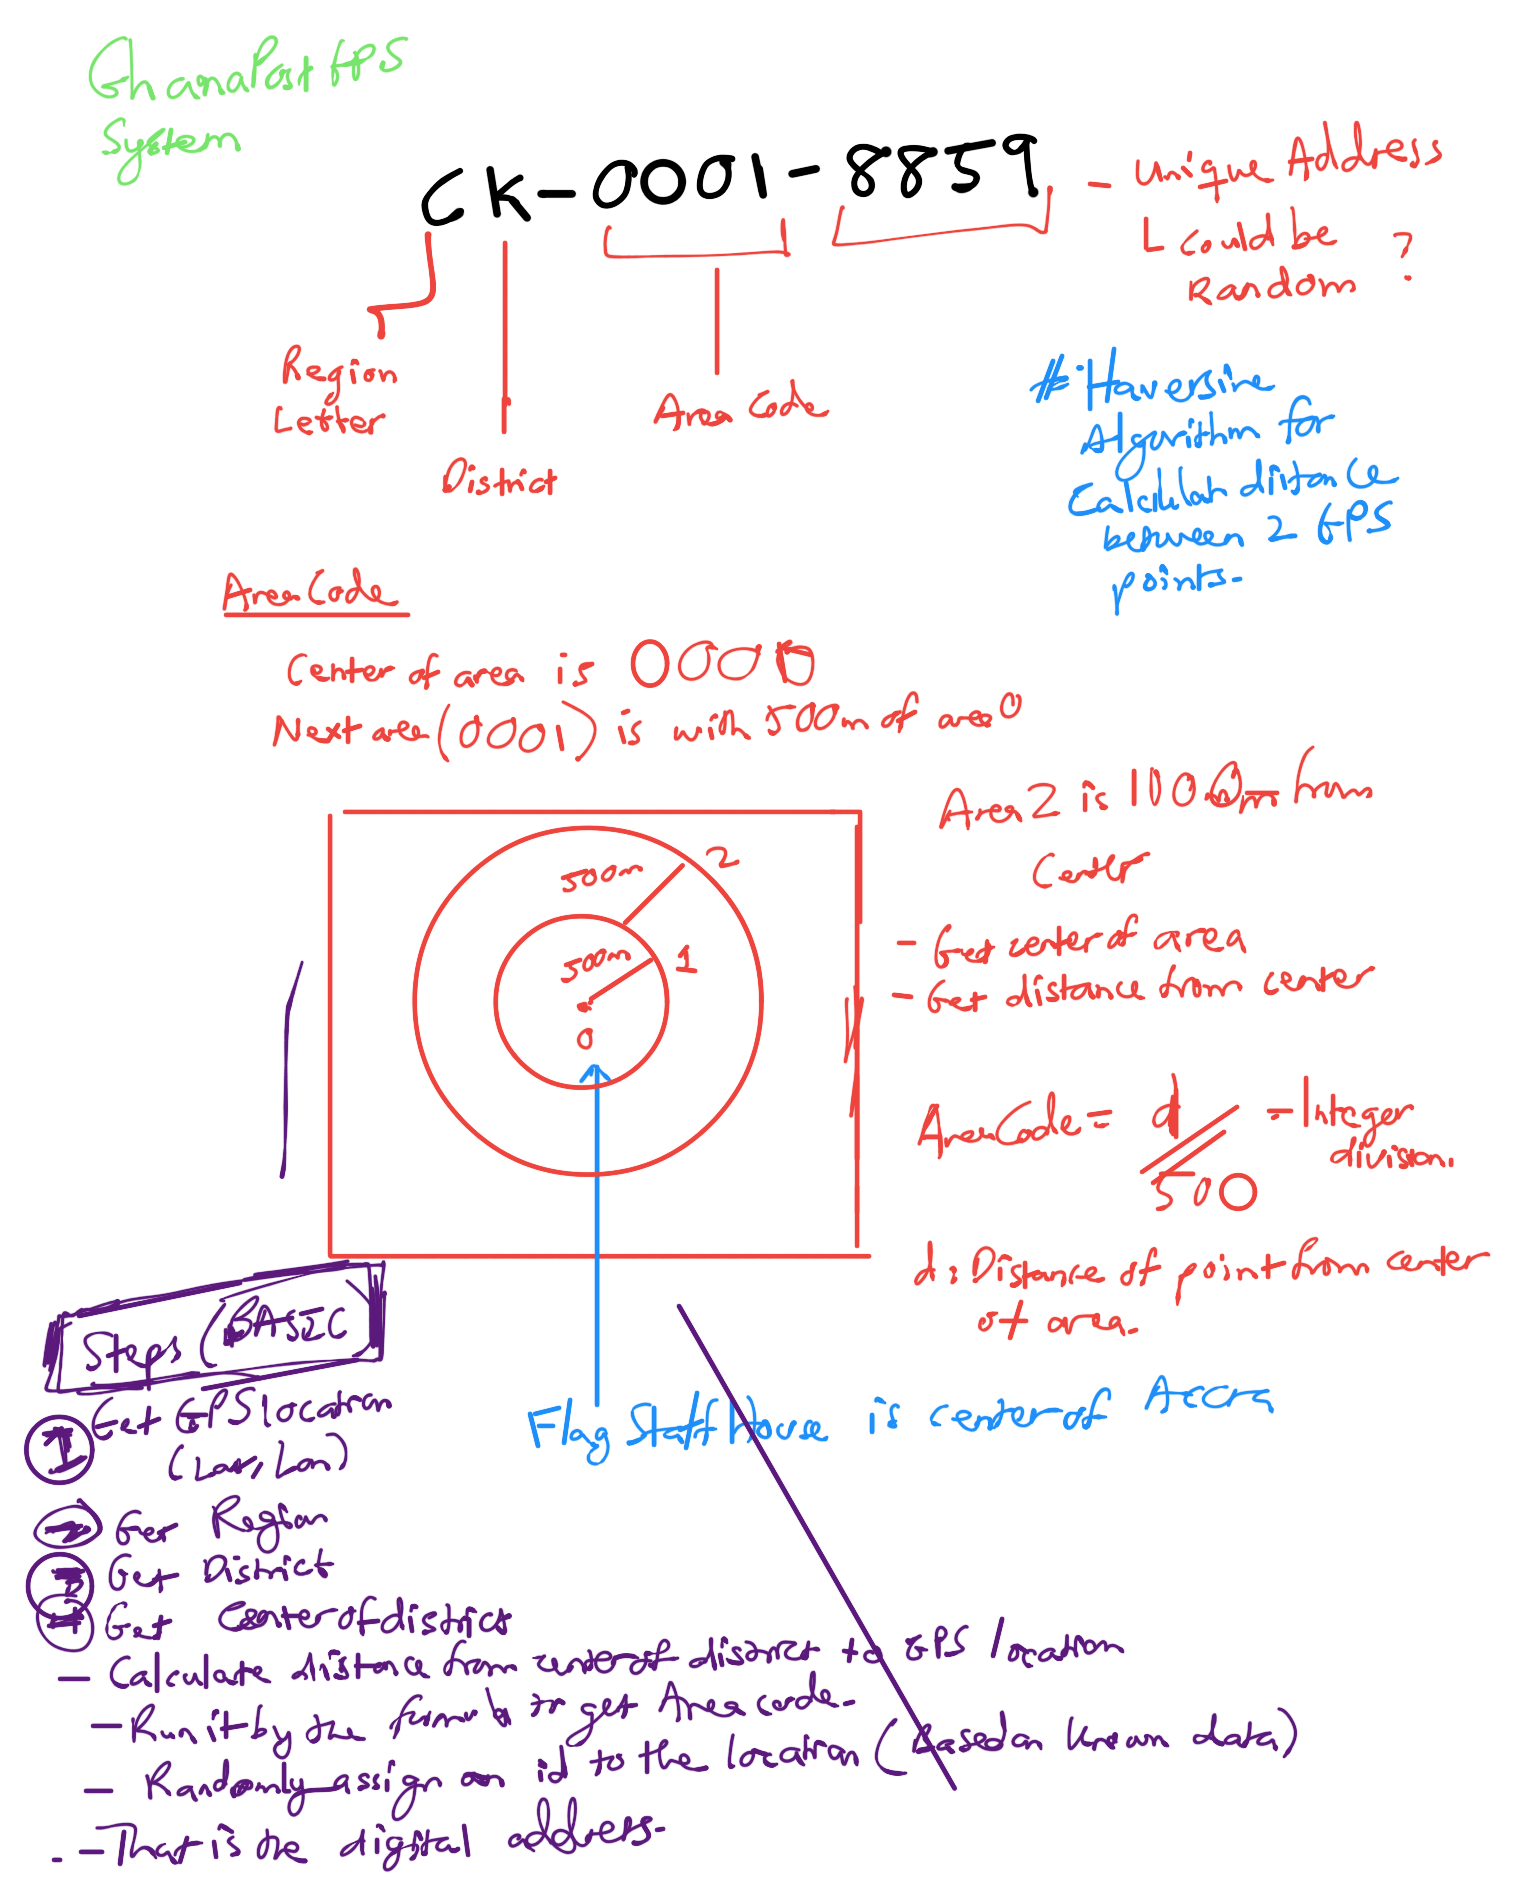 GhanaPost GPS
System
CK-0001-8859
- Unique Address
L Could be
Random ?
Region
Letter
District
Area Code
# Haversine
Algorithm for
Calculat distance
between 2 GPS
points.
Area Code
Center of area is 0000
Next area (0001) is with 500m of area 0
Area 2 is 1000m from
Center
500m
2
500m
1
0
- Get center of area
- Get distance from center
AreaCode = d // 500 - Integer
division.
d: Distance of point from center
of area.
Flag Staff house is center of Accra
Steps (BASIC)
1 Get GPS location
(Lat, Lon)
2 Get Region
3 Get District
4 Get Center of district
- Calculate distance from center of district to GPS location
- Run it by the formula to get Area code.
- Randomly assign an id to the location (Based on known data)
- That is the digital address.